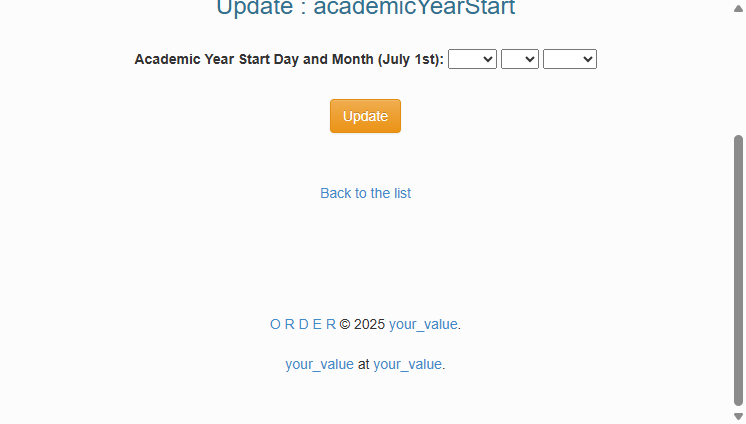 Update : academicYearStart
Academic Year Start Day and Month (July 1st):
Update
Back to the list
O R D E R © 2025 your_value.
your_value at your_value.